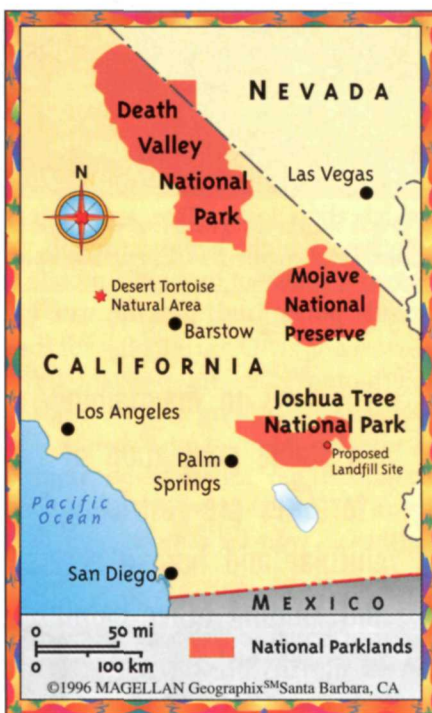 NEVADA
Death
Valley
National
Park
N
Las Vegas
Desert Tortoise
Natural Area
Mojave
National
Preserve
Barstow
CALIFORNIA
Joshua Tree
National Park
Los Angeles
Proposed
Landfill Site
Palm
Springs
Pacific
Ocean
San Diego
MEXICO
0 50 mi
0 100 km
National Parklands
©1996 MAGELLAN Geographix℠Santa Barbara, CA